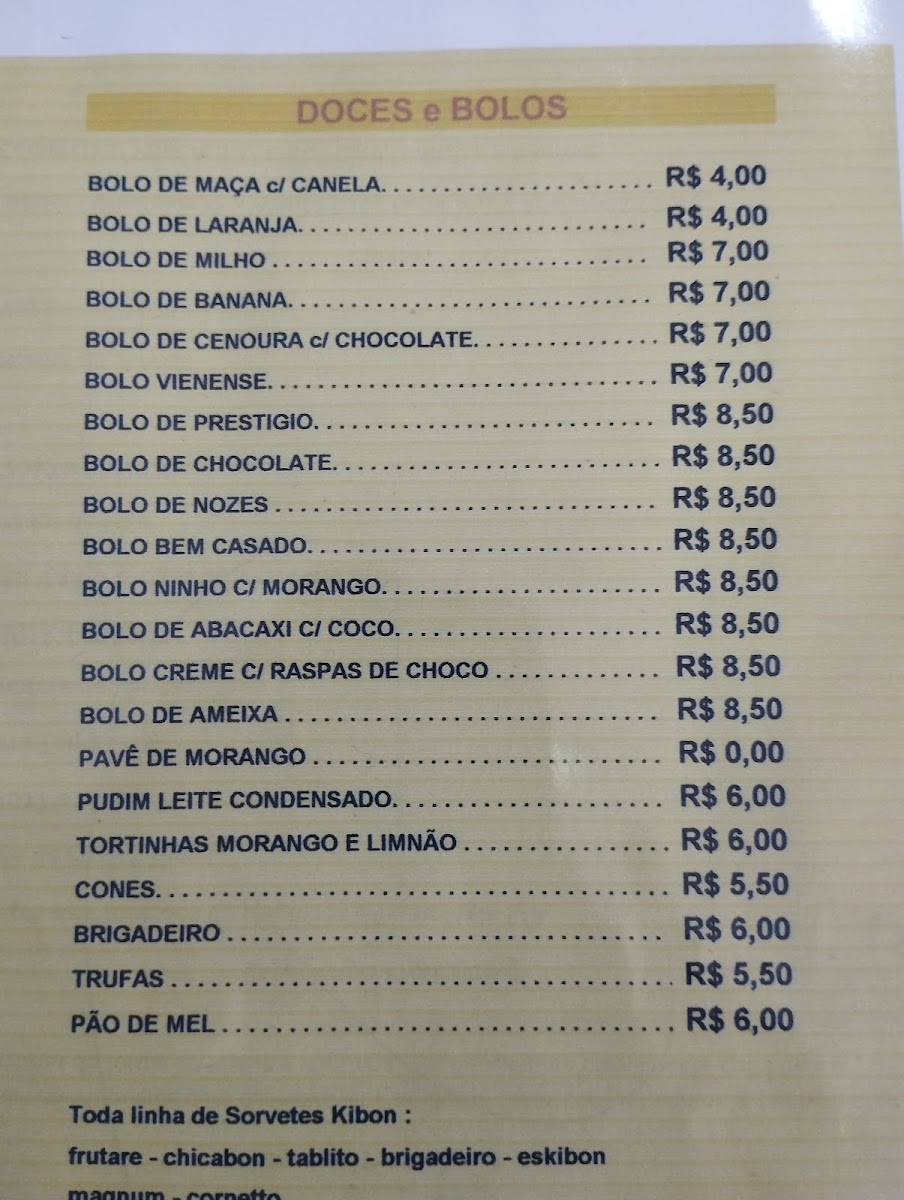 DOCES e BOLOS
BOLO DE MAÇA c/ CANELA. . . . . . . . . . . . . . . . . . . . . . R$ 4,00
BOLO DE LARANJA. . . . . . . . . . . . . . . . . . . . . . . . . . . . R$ 4,00
BOLO DE MILHO . . . . . . . . . . . . . . . . . . . . . . . . . . . . . . R$ 7,00
BOLO DE BANANA. . . . . . . . . . . . . . . . . . . . . . . . . . . . . R$ 7,00
BOLO DE CENOURA c/ CHOCOLATE. . . . . . . . . . . . . . . R$ 7,00
BOLO VIENENSE. . . . . . . . . . . . . . . . . . . . . . . . . . . . . . . R$ 7,00
BOLO DE PRESTIGIO. . . . . . . . . . . . . . . . . . . . . . . . . . . R$ 8,50
BOLO DE CHOCOLATE. . . . . . . . . . . . . . . . . . . . . . . . . . R$ 8,50
BOLO DE NOZES . . . . . . . . . . . . . . . . . . . . . . . . . . . . . . R$ 8,50
BOLO BEM CASADO. . . . . . . . . . . . . . . . . . . . . . . . . . . . R$ 8,50
BOLO NINHO C/ MORANGO. . . . . . . . . . . . . . . . . . . . . . R$ 8,50
BOLO DE ABACAXI C/ COCO. . . . . . . . . . . . . . . . . . . . . R$ 8,50
BOLO CREME C/ RASPAS DE CHOCO . . . . . . . . . . . . . R$ 8,50
BOLO DE AMEIXA . . . . . . . . . . . . . . . . . . . . . . . . . . . . . R$ 8,50
PAVÊ DE MORANGO . . . . . . . . . . . . . . . . . . . . . . . . . . . R$ 0,00
PUDIM LEITE CONDENSADO. . . . . . . . . . . . . . . . . . . . . R$ 6,00
TORTINHAS MORANGO E LIMNÃO . . . . . . . . . . . . . . . . R$ 6,00
CONES. . . . . . . . . . . . . . . . . . . . . . . . . . . . . . . . . . . . . . . R$ 5,50
BRIGADEIRO . . . . . . . . . . . . . . . . . . . . . . . . . . . . . . . . . R$ 6,00
TRUFAS . . . . . . . . . . . . . . . . . . . . . . . . . . . . . . . . . . . . . . R$ 5,50
PÃO DE MEL . . . . . . . . . . . . . . . . . . . . . . . . . . . . . . . . . . R$ 6,00
Toda linha de Sorvetes Kibon :
frutare - chicabon - tablito - brigadeiro - eskibon
magnum - cornetto